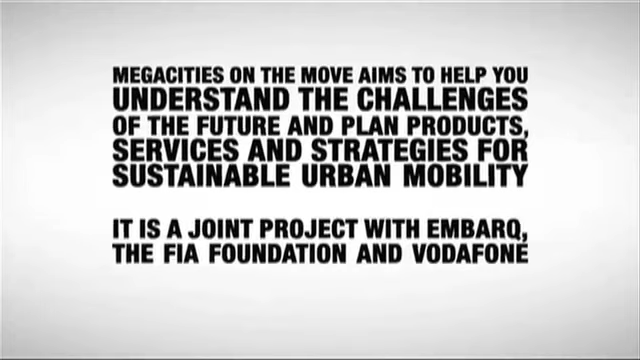 MEGACITIES ON THE MOVE AIMS TO HELP YOU
UNDERSTAND THE CHALLENGES
OF THE FUTURE AND PLAN PRODUCTS,
SERVICES AND STRATEGIES FOR
SUSTAINABLE URBAN MOBILITY
IT IS A JOINT PROJECT WITH EMBARQ,
THE FIA FOUNDATION AND VODAFONE